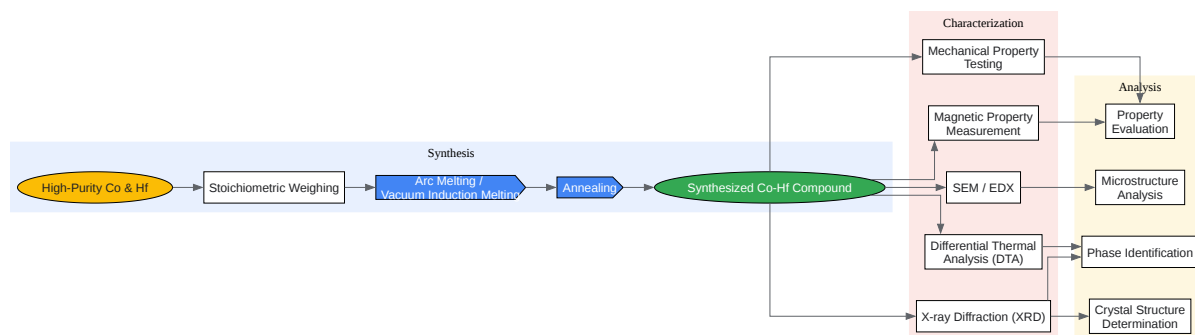 Synthesis
High-Purity Co & Hf
Stoichiometric Weighing
Arc Melting /
Vacuum Induction Melting
Annealing
Synthesized Co-Hf Compound
Characterization
Mechanical Property
Testing
Magnetic Property
Measurement
SEM / EDX
Differential Thermal
Analysis (DTA)
X-ray Diffraction (XRD)
Analysis
Property
Evaluation
Microstructure
Analysis
Phase Identification
Crystal Structure
Determination